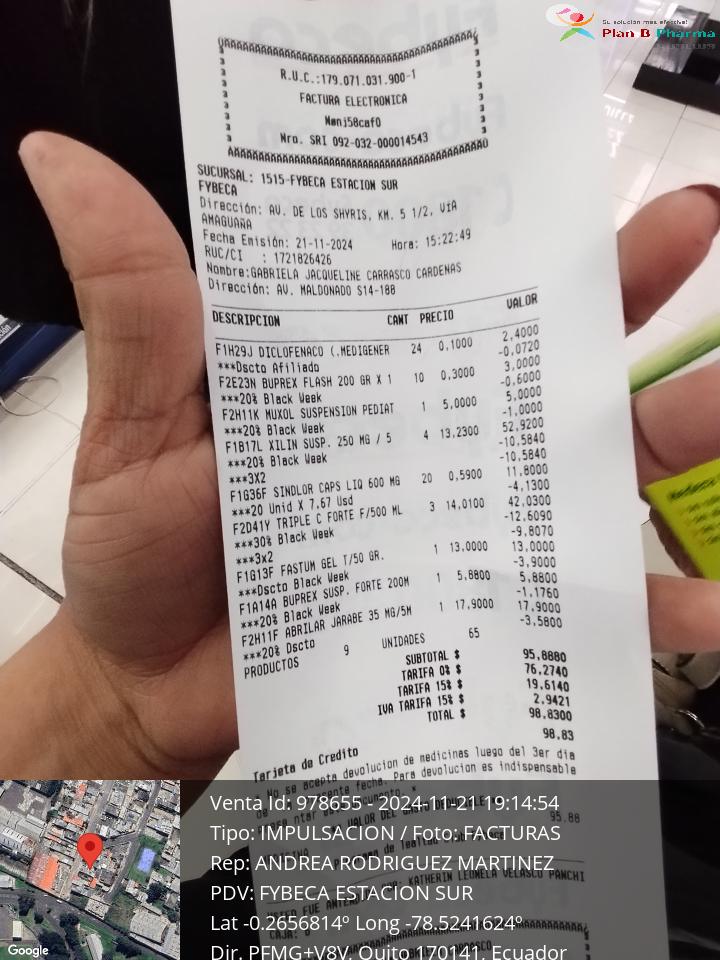 Su solución más efectiva!
Plan B Pharma
R.U.C.:179.071.031.900-1
FACTURA ELECTRONICA
Nro. SRI 092-032-000014543
SUCURSAL: 1515-FYBECA ESTACION SUR
FYBECA
Dirección: AV. DE LOS SHYRIS, KM. 5 1/2, VíA
AMAGUAÑA
Fecha Emisión: 21-11-2024 Hora: 15:22:49
RUC/CI : 1721826426
Nombre:GABRIELA JACQUELINE CARRASCO CARDENAS
Dirección: AV. MALDONADO S14-188
DESCRIPCION CANT PRECIO VALOR
F1H29J DICLOFENACO (.MEDIGENER 24 0,1000 2,4000
***Dscto Afiliado -0,0720
F2E23N BUPREX FLASH 200 GR X 1 10 0,3000 3,0000
***20% Black Week -0,6000
F2H11K MUXOL SUSPENSION PEDIAT 1 5,0000 5,0000
***20% Black Week -1,0000
F1B17L XILIN SUSP. 250 MG / 5 4 13,2300 52,9200
***20% Black Week -10,5840
***3X2 -10,5840
F1G36F SINDLOR CAPS LIQ 600 MG 20 0,5900 11,8000
***20 Unid X 7,67 Usd -4,1300
F2D41Y TRIPLE C FORTE F/500 ML 3 14,0100 42,0300
***30% Black Week -12,6090
***3x2 -9,8070
F1G13F FASTUM GEL T/50 GR. 1 13,0000 13,0000
***Dscto Black Week -3,9000
F1A14A BUPREX SUSP. FORTE 200M 1 5,8800 5,8800
***20% Black Week -1,1760
F2H11F ABRILAR JARABE 35 MG/5M 1 17,9000 17,9000
***20% Dscto -3,5800
PRODUCTOS 9 UNIDADES 65
SUBTOTAL $ 95,8880
TARIFA 0% $ 76,2740
TARIFA 15% $ 19,6140
IVA TARIFA 15% $ 2,9421
TOTAL $ 98,8300
Tarjeta de Credito 98.83
* No se acepta devolucion de medicinas luego del 3er dia
fecha. Para devolucion es indispensable
95.88
KATHERIN LEONELA VELASCO PANCHI
Venta Id: 978655 - 2024-11-21 19:14:54
Tipo: IMPULSACION / Foto: FACTURAS
Rep: ANDREA RODRIGUEZ MARTINEZ
PDV: FYBECA ESTACION SUR
Lat -0.2656814º Long -78.5241624º
Dir. PFMG+V8V, Quito 170141, Ecuador
Google